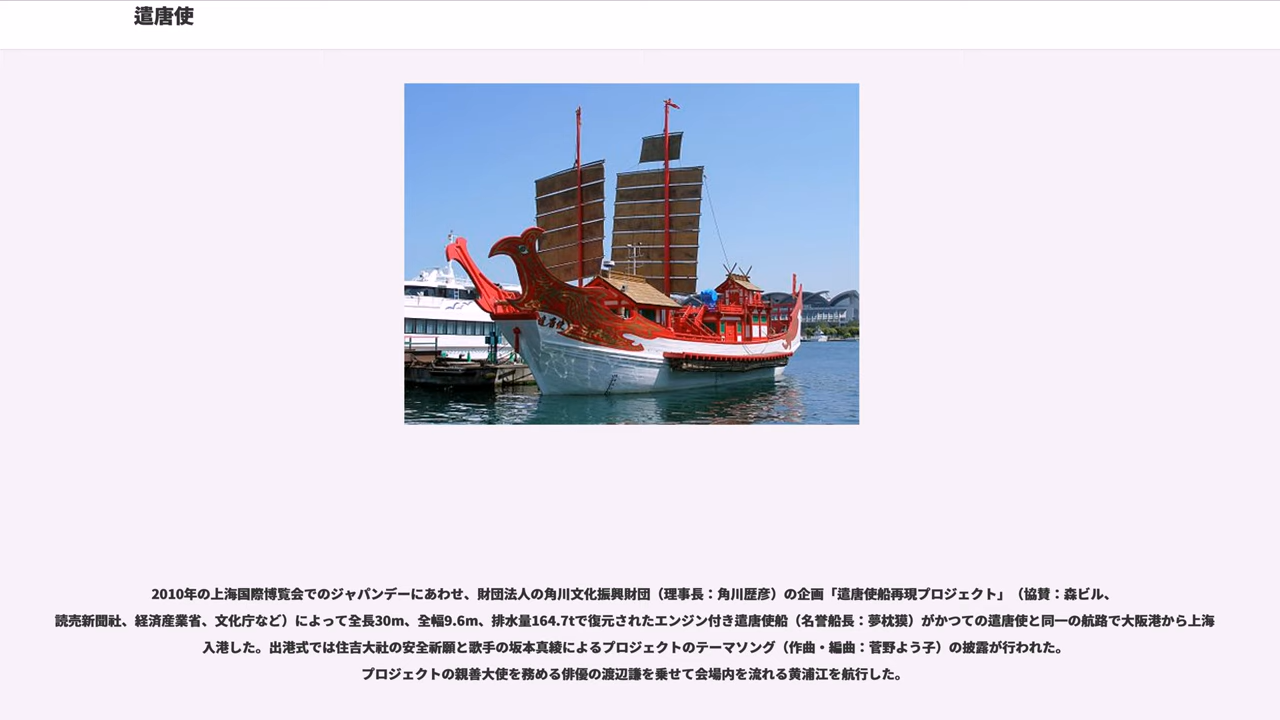 遣唐使
遣唐使
2010年の上海国際博覧会でのジャパンデーにあわせ、財団法人の角川文化振興財団（理事長：角川歴彦）の企画「遣唐使船再現プロジェクト」（協賛：森ビル、
読売新聞社、経済産業省、文化庁など）によって全長30m、全幅9.6m、排水量164.7tで復元されたエンジン付き遣唐使船（名誉船長：夢枕獏）がかつての遣唐使と同一の航路で大阪港から上海
入港した。出港式では住吉大社の安全祈願と歌手の坂本真綾によるプロジェクトのテーマソング（作曲・編曲：菅野よう子）の披露が行われた。
プロジェクトの親善大使を務める俳優の渡辺謙を乗せて会場内を流れる黄浦江を航行した。